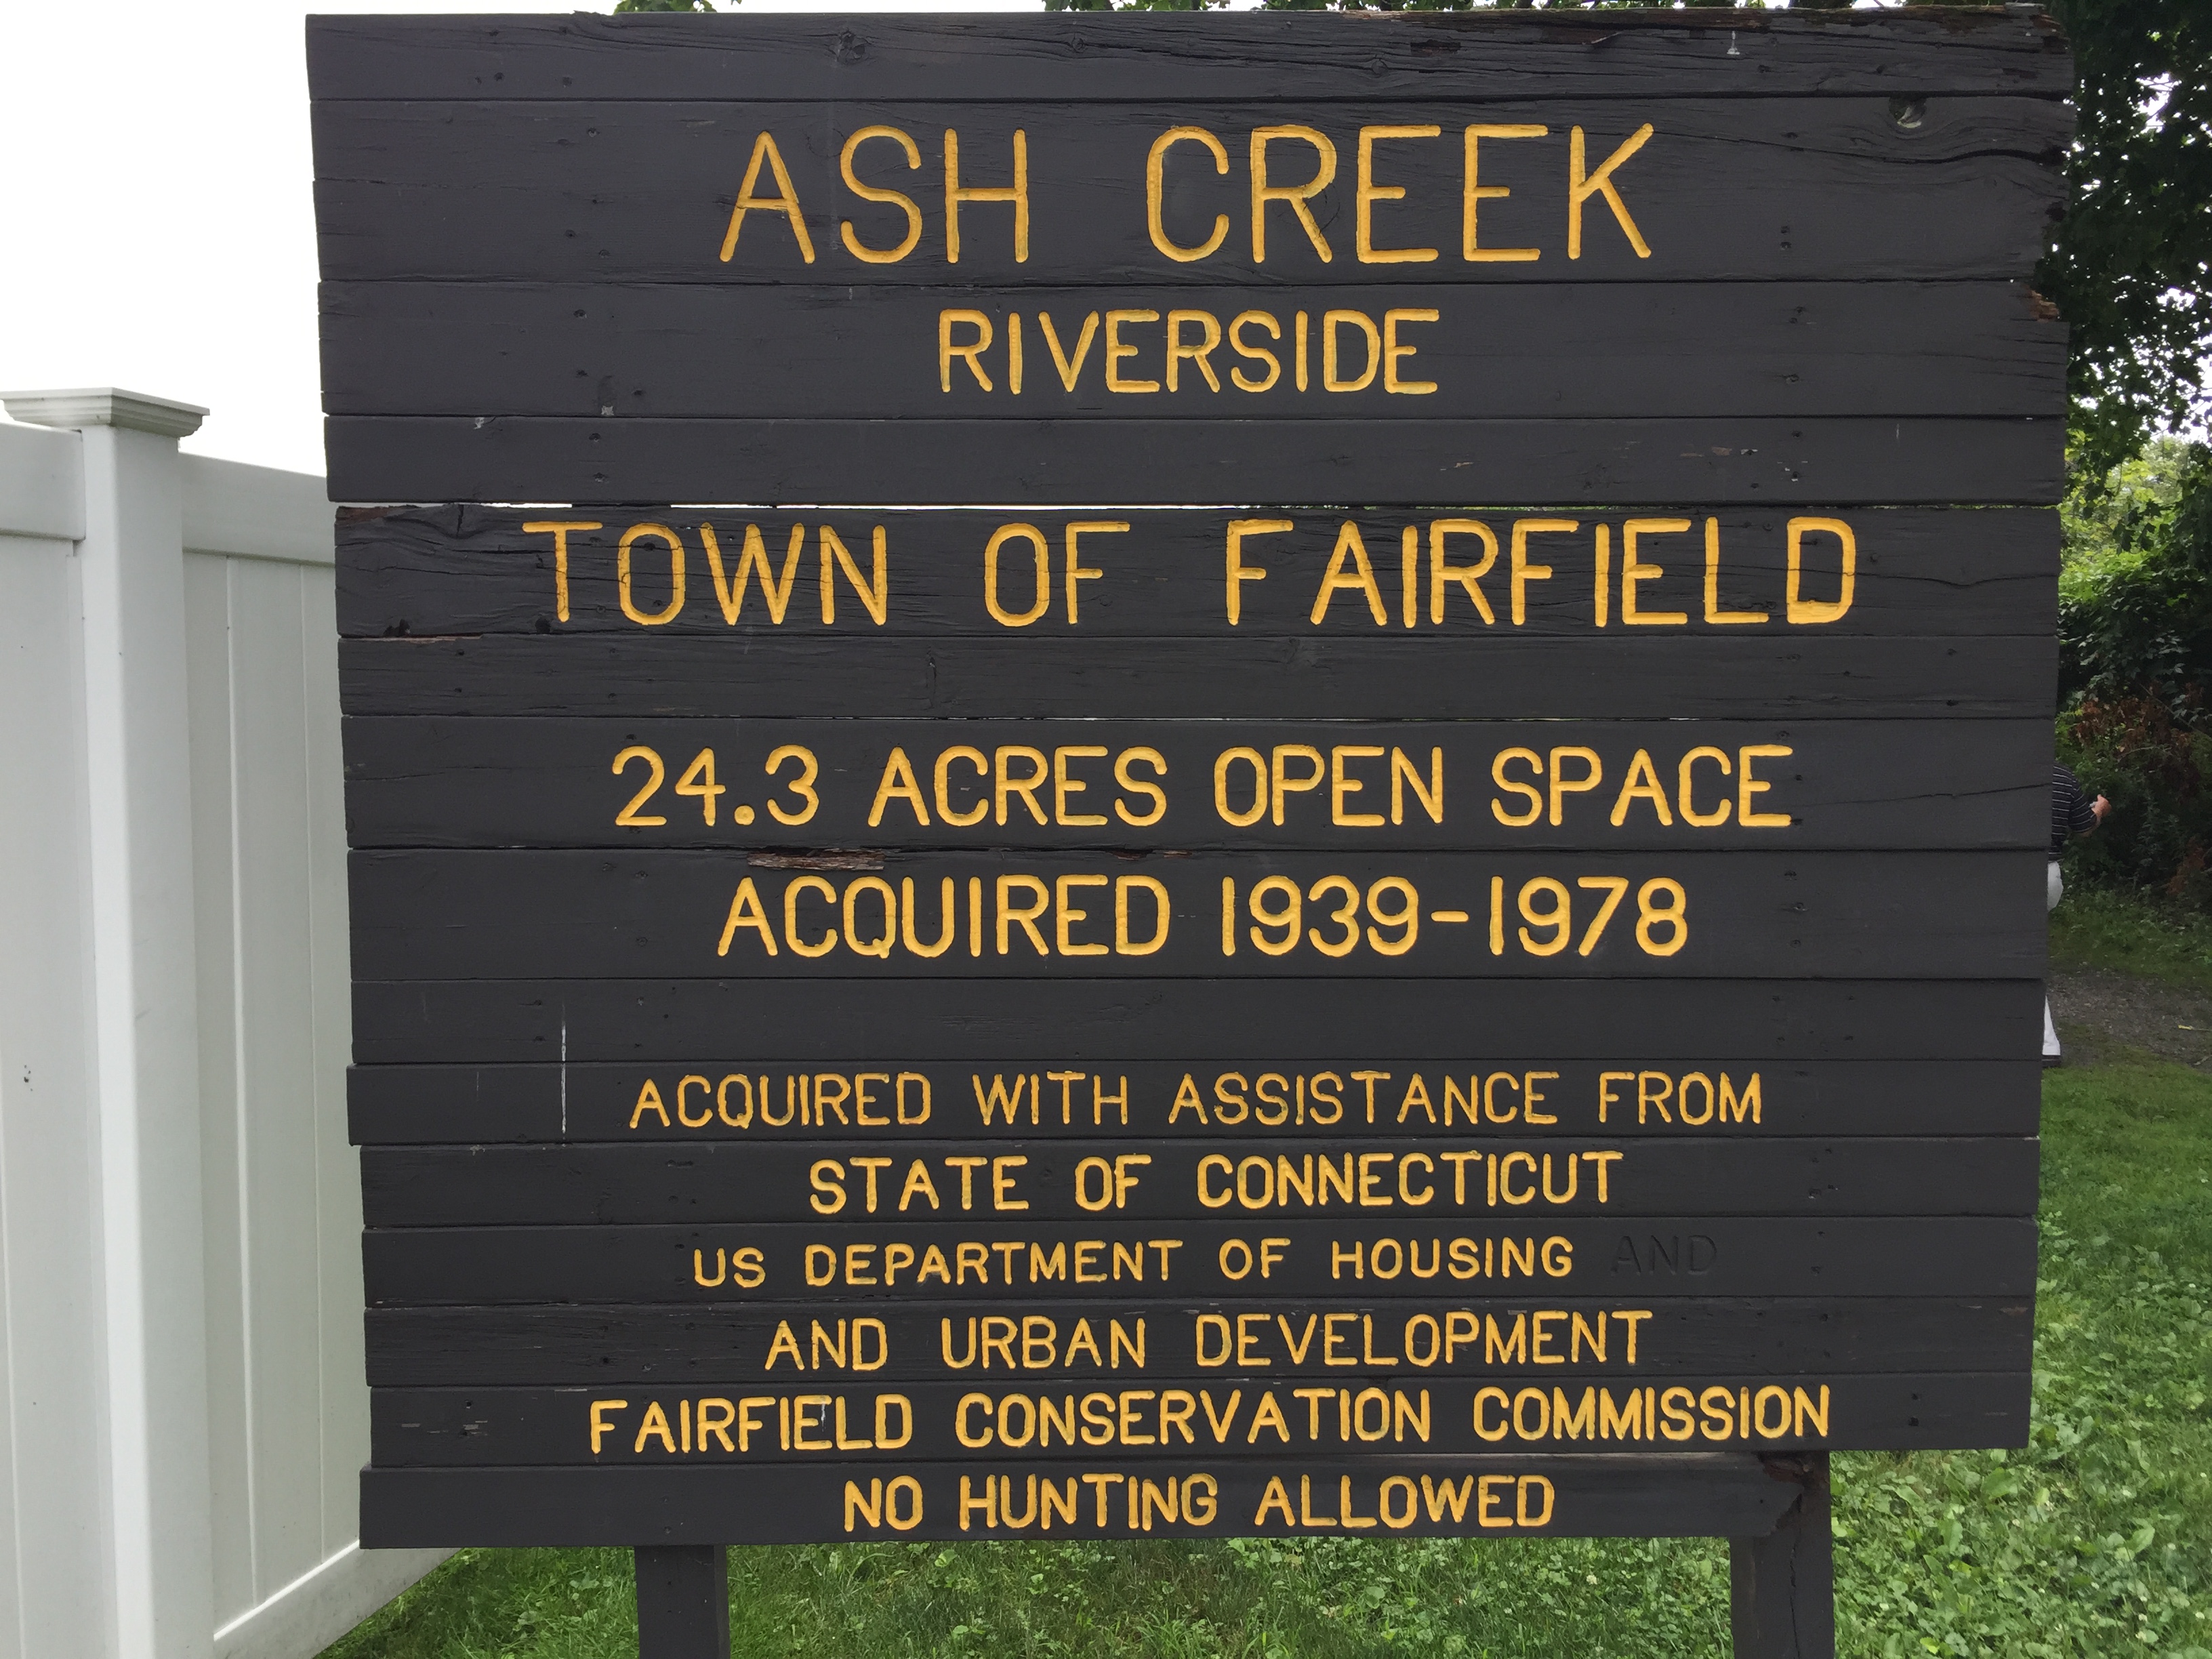 ASH CREEK
RIVERSIDE
TOWN OF FAIRFIELD
24.3 ACRES OPEN SPACE
ACQUIRED 1939-1978
ACQUIRED WITH ASSISTANCE FROM
STATE OF CONNECTICUT
US DEPARTMENT OF HOUSING AND
AND URBAN DEVELOPMENT
FAIRFIELD CONSERVATION COMMISSION
NO HUNTING ALLOWED